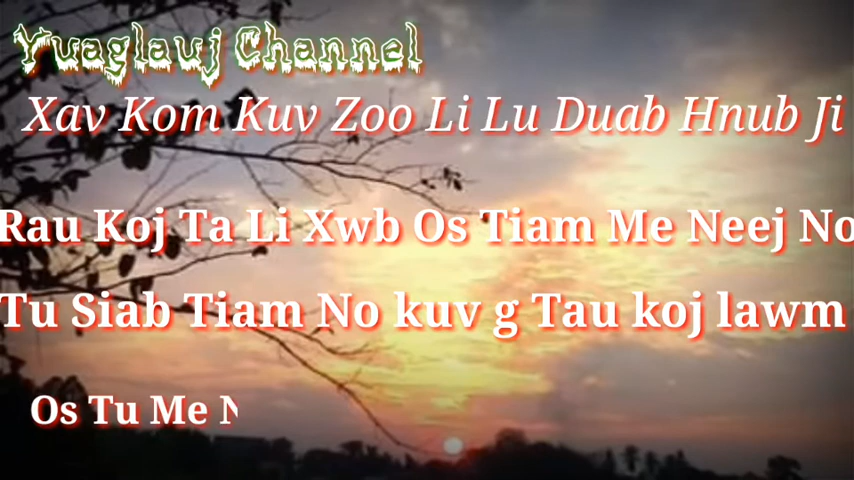 Yuaglauj Channel
Xav Kom Kuv Zoo Li Lu Duab Hnub Ji
Rau Koj Ta Li Xwb Os Tiam Me Neej No
Tu Siab Tiam No kuv g Tau koj lawm
Os Tu Me N